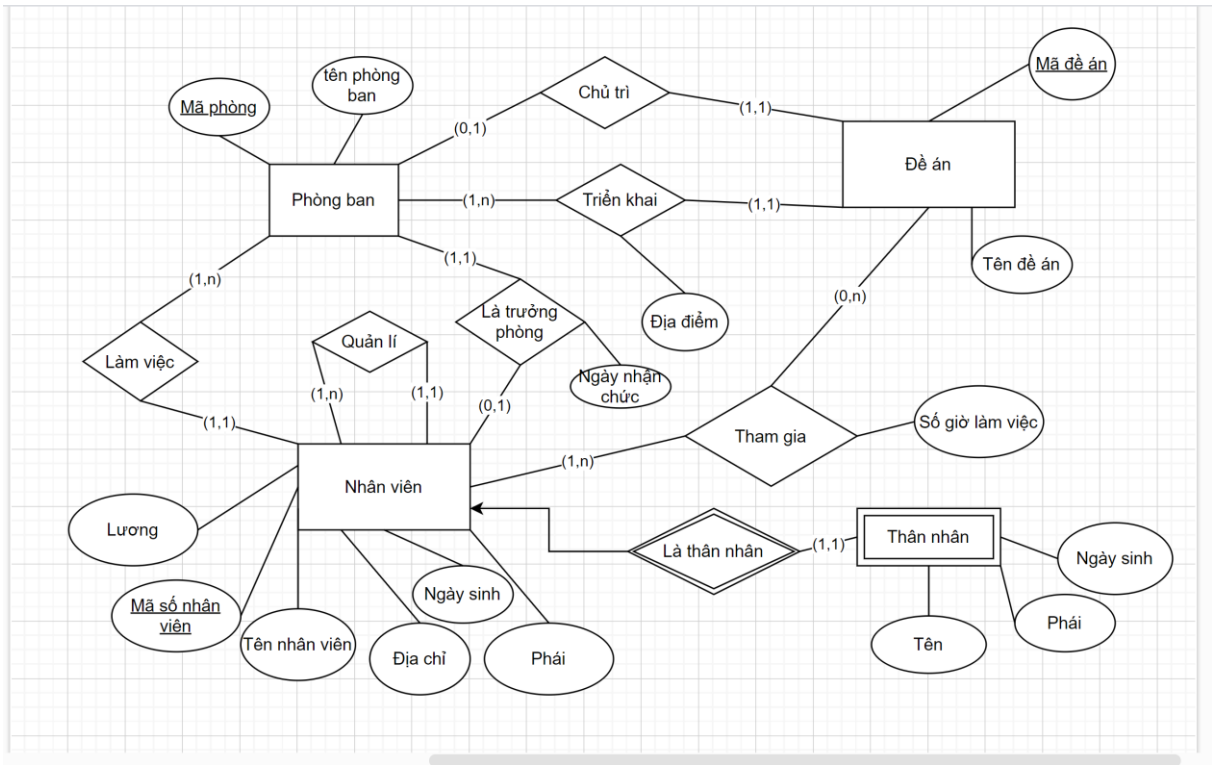 Mã phòng
tên phòng
ban
Chủ trì
Mã đề án
(1,1)
(0,1)
Đề án
Phòng ban
(1,n)
Triển khai
(1,1)
(1,1)
Tên đề án
(1,n)
(0,n)
Là trưởng
phòng
Địa điểm
Quản lí
Làm việc
Ngày nhận
chức
(1,n)
(1,1)
(0,1)
(1,1)
Số giờ làm việc
Tham gia
(1,n)
Nhân viên
Lương
Là thân nhân
(1,1)
Thân nhân
Ngày sinh
Ngày sinh
Mã số nhân
viên
Phái
Tên nhân viên
Địa chỉ
Phái
Tên